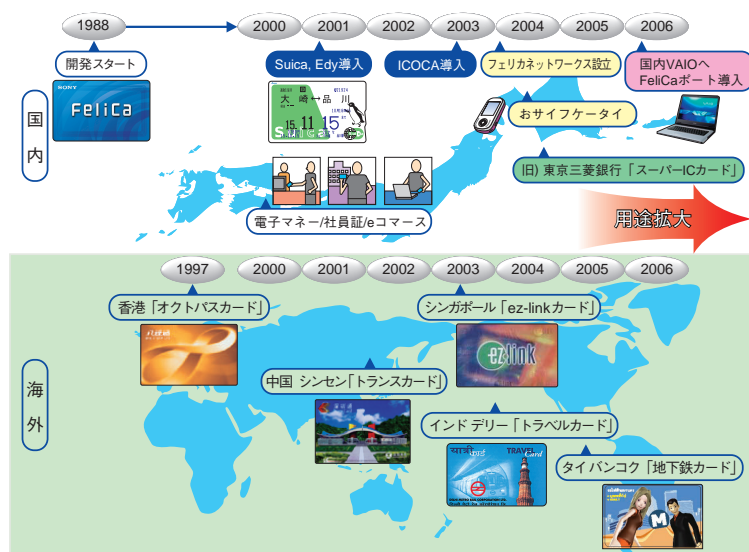 1988
2000
2001
2002
2003
2004
2005
2006
開発スタート
Suica, Edy導入
ICOCA導入
フェリカネットワークス設立
国内VAIOへ
FeliCaポート導入
SONY
FeliCa
大崎↔品川
15.11 15
Suica
おサイフケータイ
旧) 東京三菱銀行「スーパーICカード」
国内
電子マネー/社員証/eコマース
用途拡大
1997
2000
2001
2002
2003
2004
2005
2006
香港「オクトパスカード」
シンガポール「ez-linkカード」
八達通
ez link
海外
中国 シンセン「トランスカード」
インド デリー「トラベルカード」
यात्री कार्ड
TRAVEL
Card
タイ バンコク「地下鉄カード」
M